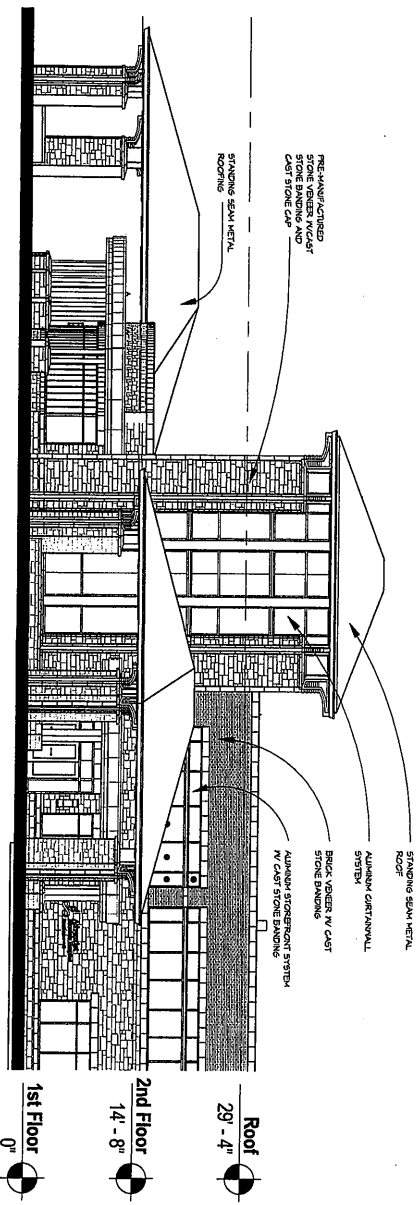 STANDING SEAM METAL
ROOF
ALUMINUM CURTAINWALL
SYSTEM
BRICK VENEER W/ CAST
STONE BANDING
ALUMINUM STOREFRONT SYSTEM
W/ CAST STONE BANDING
PRE-MANUFACTURED
STONE VENEER W/CAST
STONE BANDING AND
CAST STONE CAP
STANDING SEAM METAL
ROOFING
Roof
29' - 4"
2nd Floor
14' - 8"
1st Floor
0"